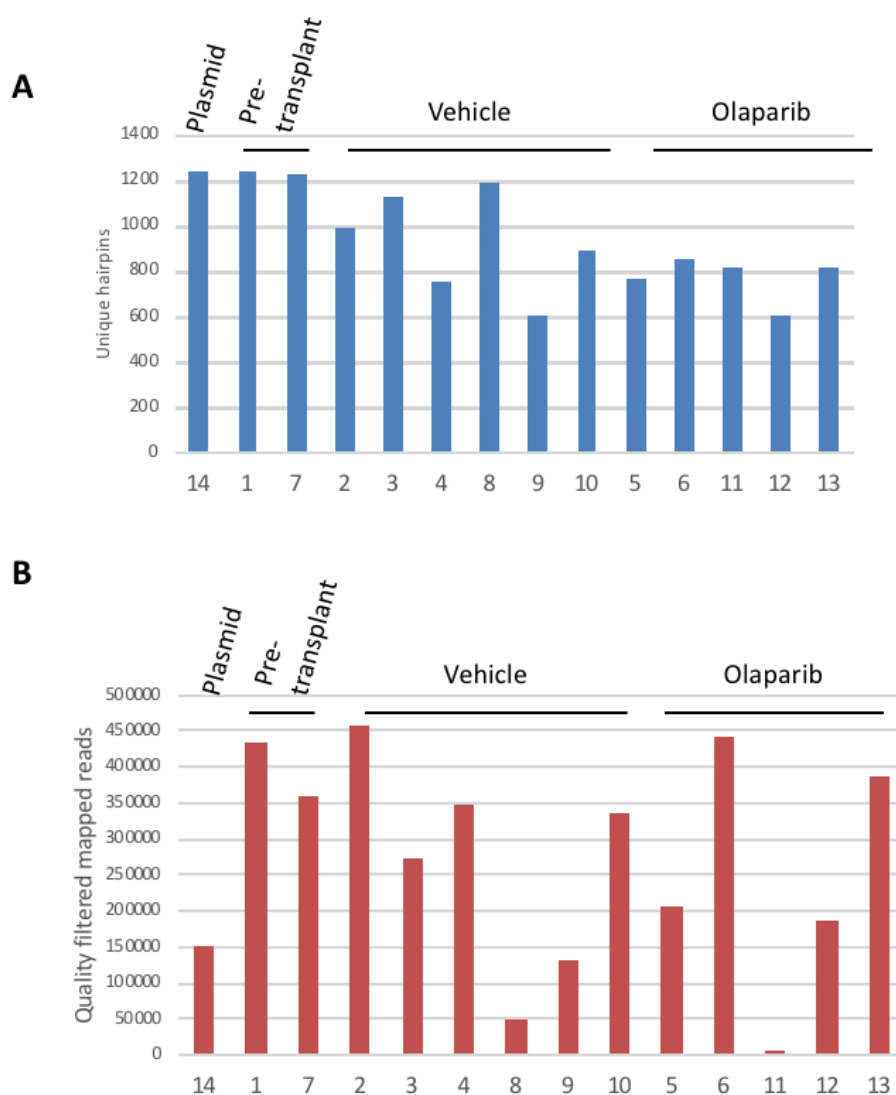 A
Plasmid
Pre-
transplant
Vehicle
Olaparib
Unique hairpins
1400
1200
1000
800
600
400
200
0
14 1 7 2 3 4 8 9 10 5 6 11 12 13
B
Plasmid
Pre-
transplant
Vehicle
Olaparib
Quality filtered mapped reads
500000
450000
400000
350000
300000
250000
200000
150000
100000
50000
0
14 1 7 2 3 4 8 9 10 5 6 11 12 13